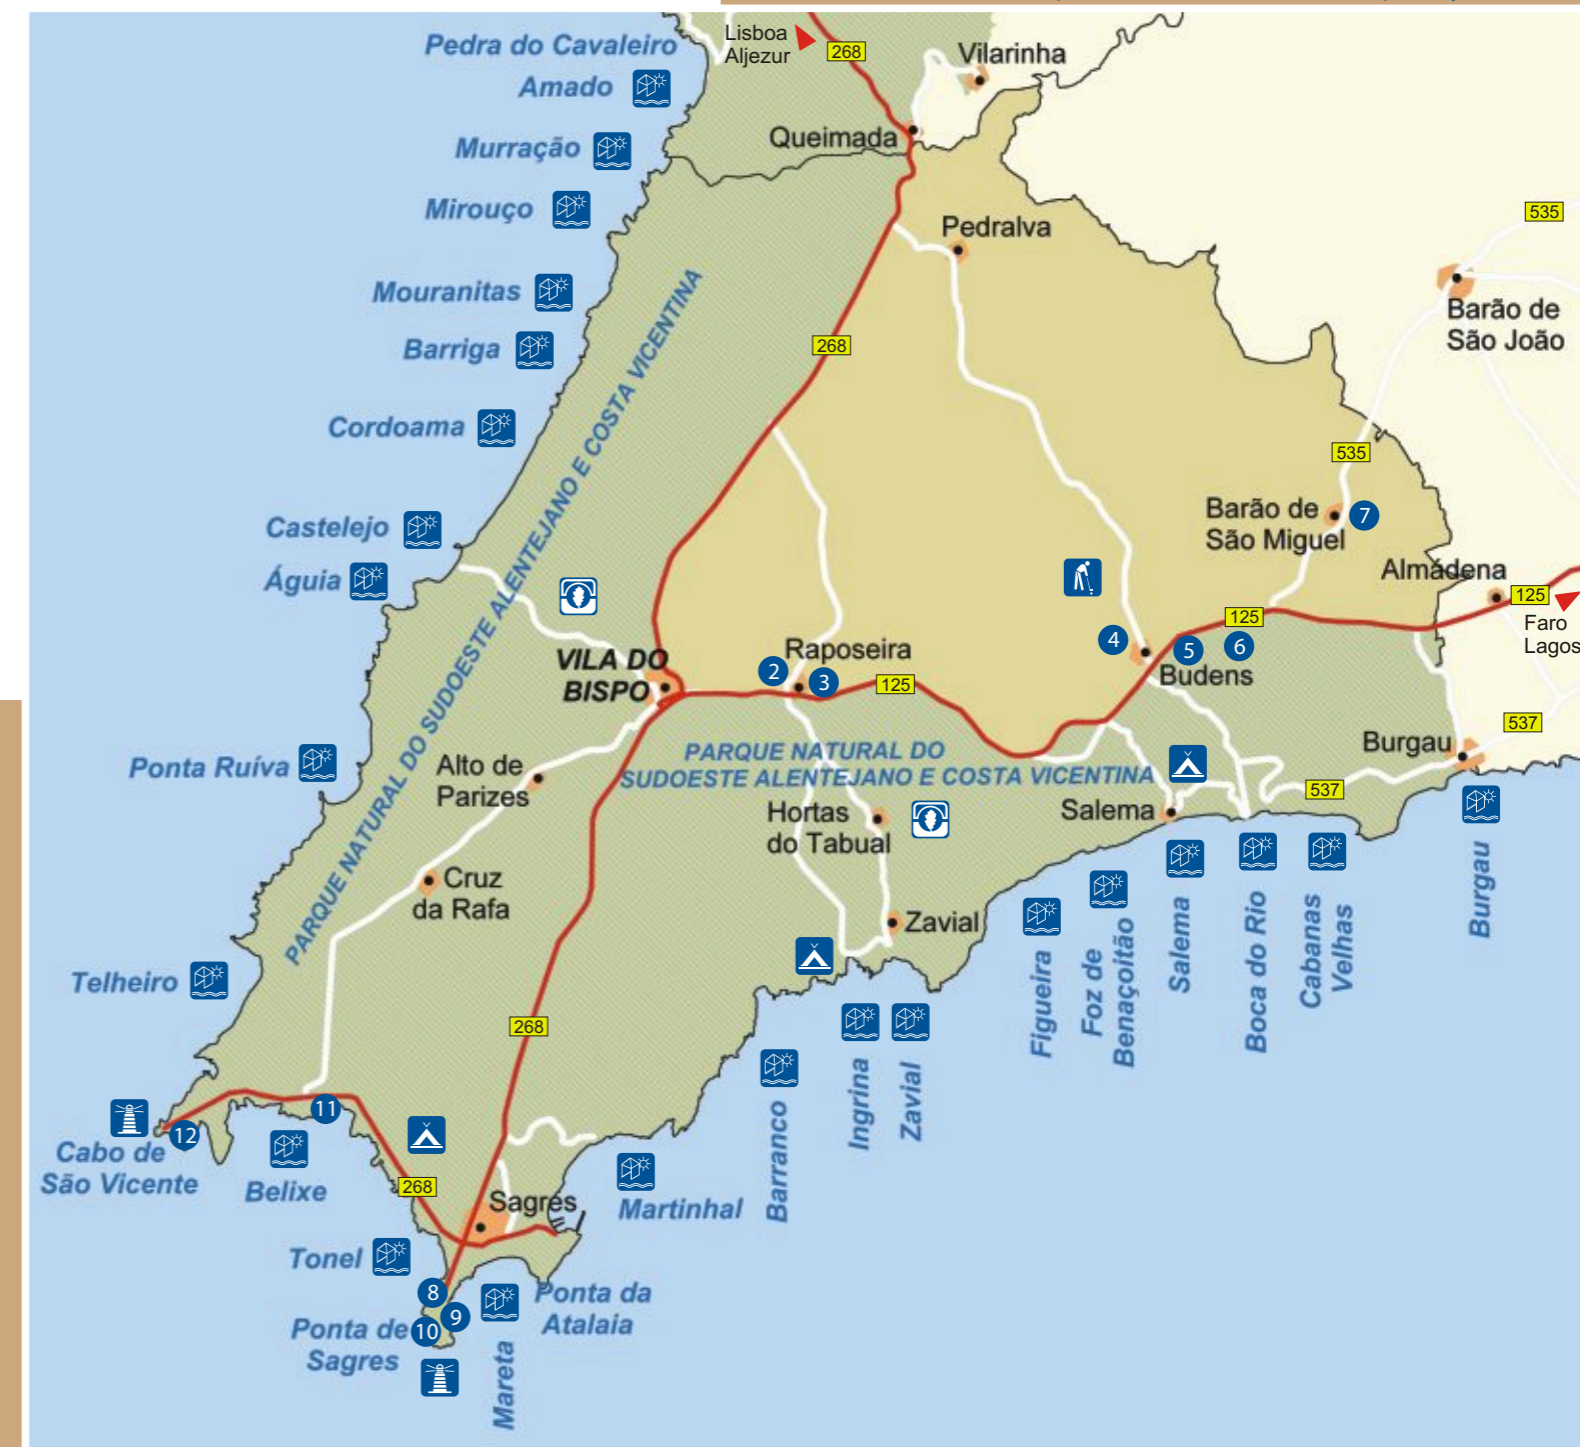 Lisboa
Aljezur
268
Vilarinha
Pedra do Cavaleiro
Amado
Queimada
Murração
Mirouço
Pedralva
535
Mouranitas
Barão de
São João
Barriga
268
Cordoama
535
Castelejo
Barão de
São Miguel
7
Águia
Almádena
125
125
Faro
Lagos
PARQUE NATURAL DO SUDOESTE ALENTEJANO E COSTA VICENTINA
VILA DO
BISPO
Raposeira
2
3
125
4
5
6
Budens
Burgau
537
Ponta Ruíva
Alto de
Parizes
PARQUE NATURAL DO
SUDOESTE ALENTEJANO E COSTA VICENTINA
537
Salema
Hortas
do Tabual
Cruz
da Rafa
Zavial
Telheiro
268
Figueira
Foz de
Benaçoitão
Salema
Boca do Rio
Cabanas
Velhas
Burgau
Barranco
Ingrina
Zavial
11
12
Cabo de
São Vicente
Belixe
268
Sagres
Martinhal
Tonel
8
9
10
Ponta de
Sagres
Mareta
Ponta da
Atalaia